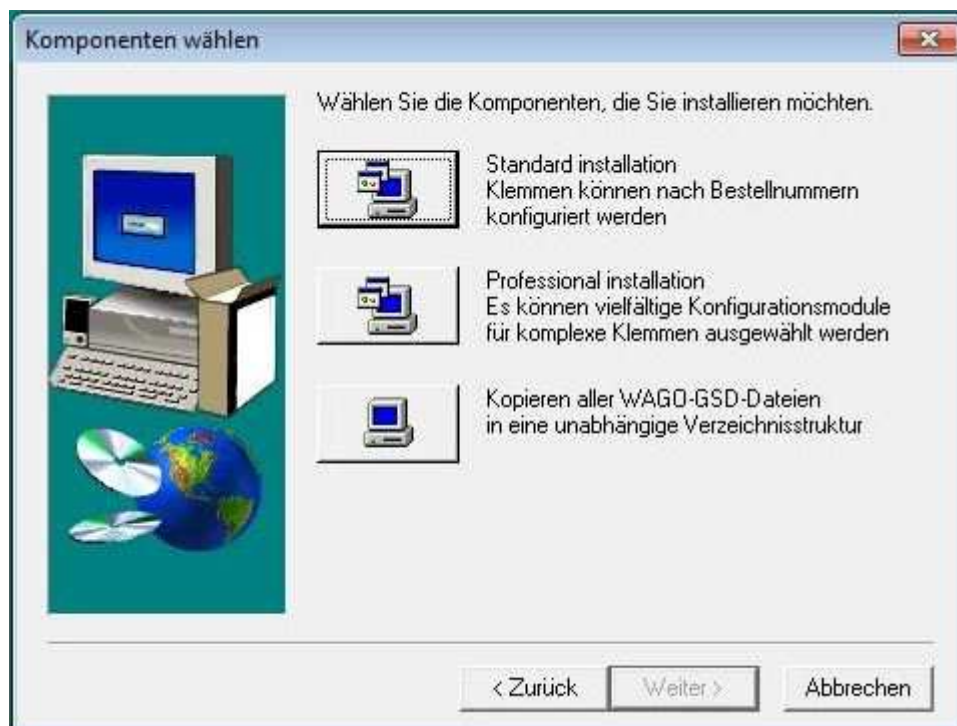 Komponenten wählen
Wählen Sie die Komponenten, die Sie installieren möchten.
Standard installation
Klemmen können nach Bestellnummern
konfiguriert werden
Professional installation
Es können vielfältige Konfigurationsmodule
für komplexe Klemmen ausgewählt werden
Kopieren aller WAGO-GSD-Dateien
in eine unabhängige Verzeichnisstruktur
< Zurück
Weiter >
Abbrechen